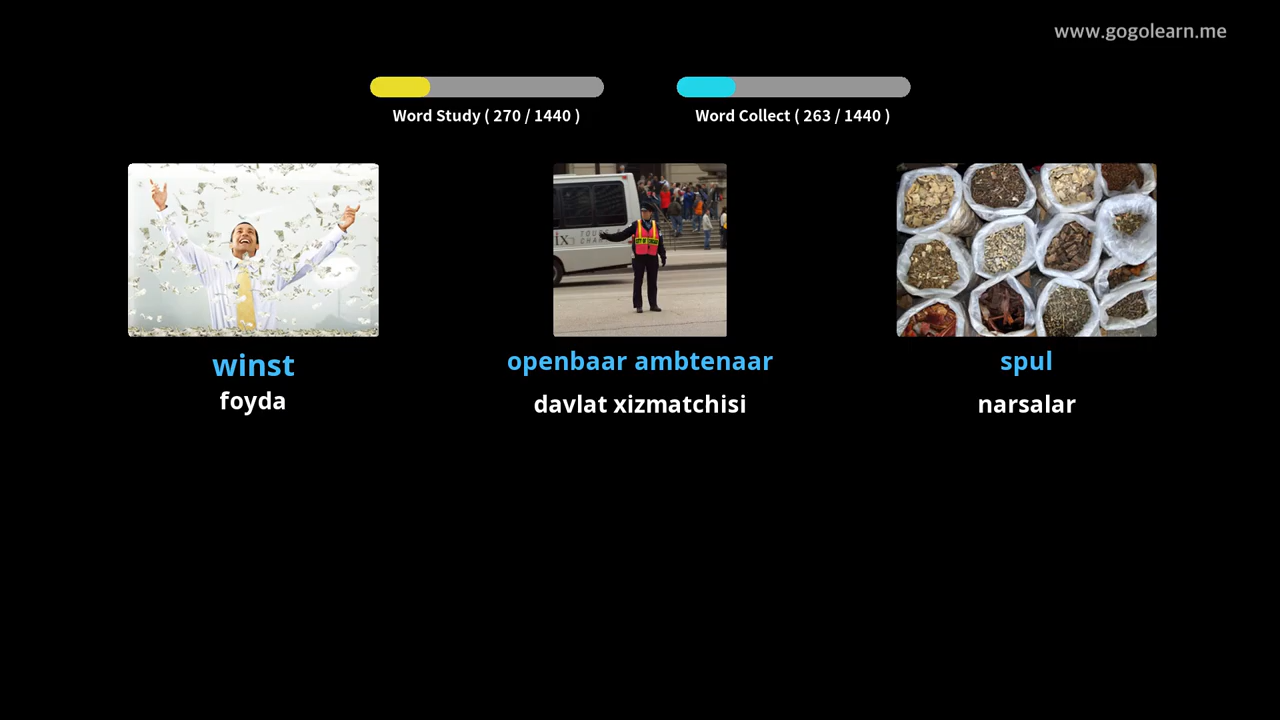 www.gogolearn.me
Word Study ( 270 / 1440 )
Word Collect ( 263 / 1440 )
winst
foyda
openbaar ambtenaar
davlat xizmatchisi
spul
narsalar